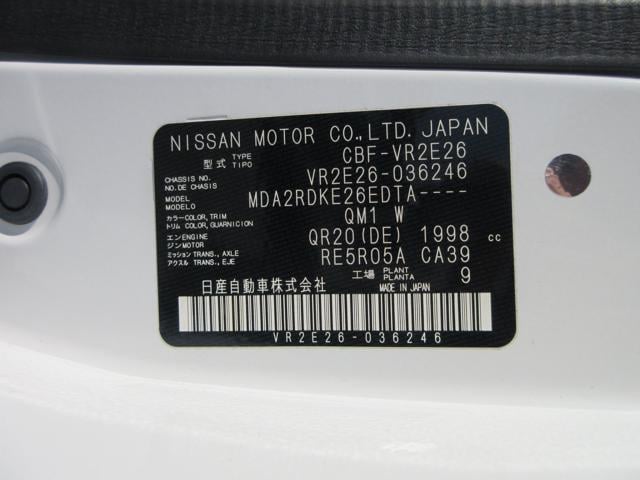 NISSAN MOTOR CO.,LTD. JAPAN
型式 TYPE TIPO CBF-VR2E26
CHASSIS NO. NO.DE CHASIS VR2E26-036246
MODEL MODELO MDA2RDKE26EDTA----
カラー COLOR, TRIM トリム COLOR, GUARNICION QM1 W
エンジン ENGINE MOTOR QR20(DE) 1998 cc
ミッション TRANS., AXLE アクスル TRANS., EJE RE5R05A CA39
工場 PLANT PLANTA 9
日産自動車株式会社 MADE IN JAPAN
VR2E26-036246